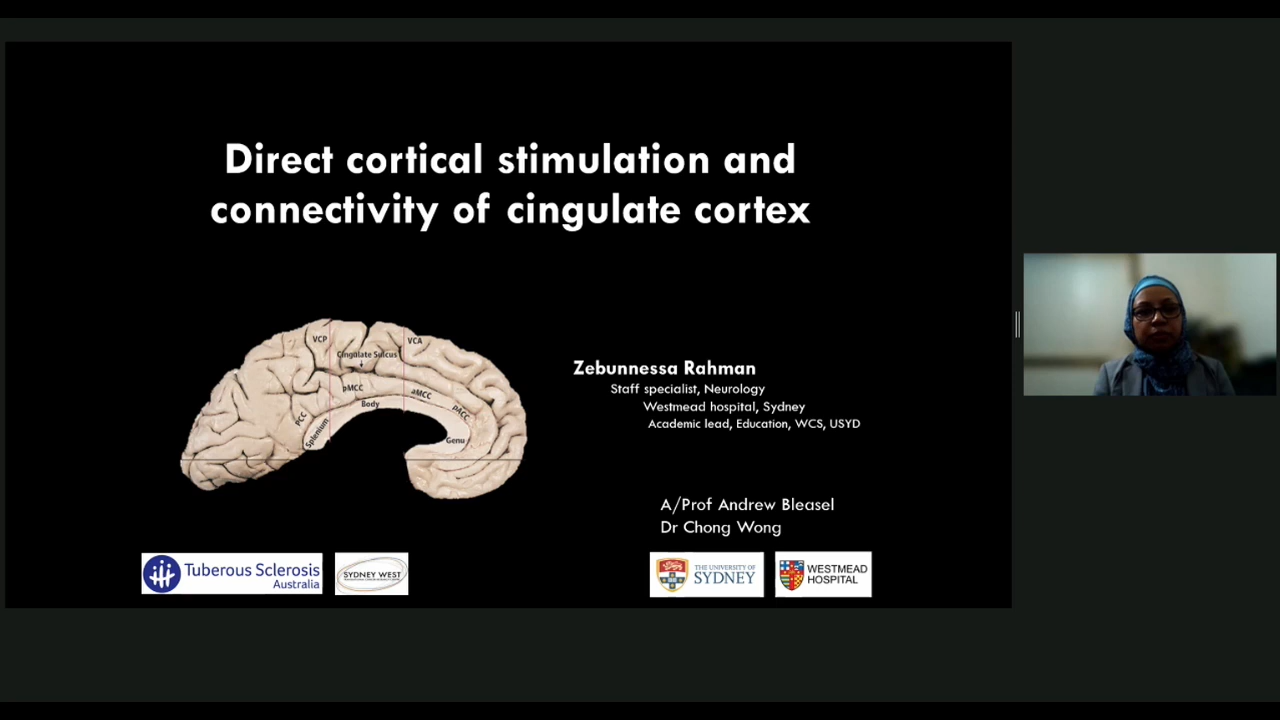 Direct cortical stimulation and
connectivity of cingulate cortex
VCP
VCA
Cingulate Sulcus
pMCC
aMCC
pACC
Body
PCC
Splenium
Genu
Zebunnessa Rahman
Staff specialist, Neurology
Westmead hospital, Sydney
Academic lead, Education, WCS, USYD
A/Prof Andrew Bleasel
Dr Chong Wong
Tuberous Sclerosis
Australia
SYDNEY WEST
THE UNIVERSITY OF
SYDNEY
WESTMEAD
HOSPITAL